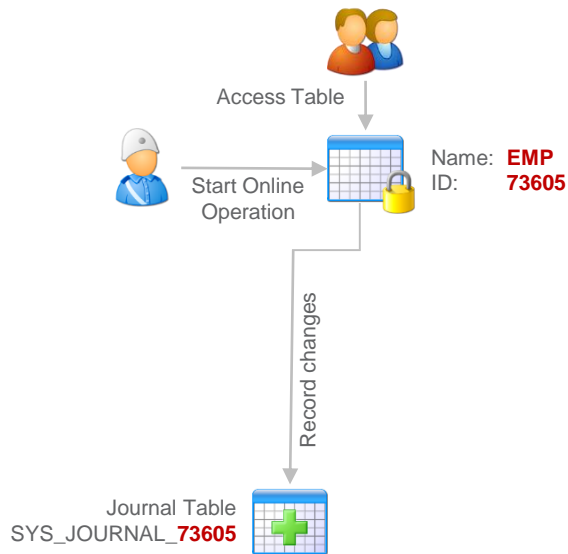 Access Table
Start Online
Operation
Name: EMP
ID: 73605
Record changes
Journal Table
SYS_JOURNAL_73605